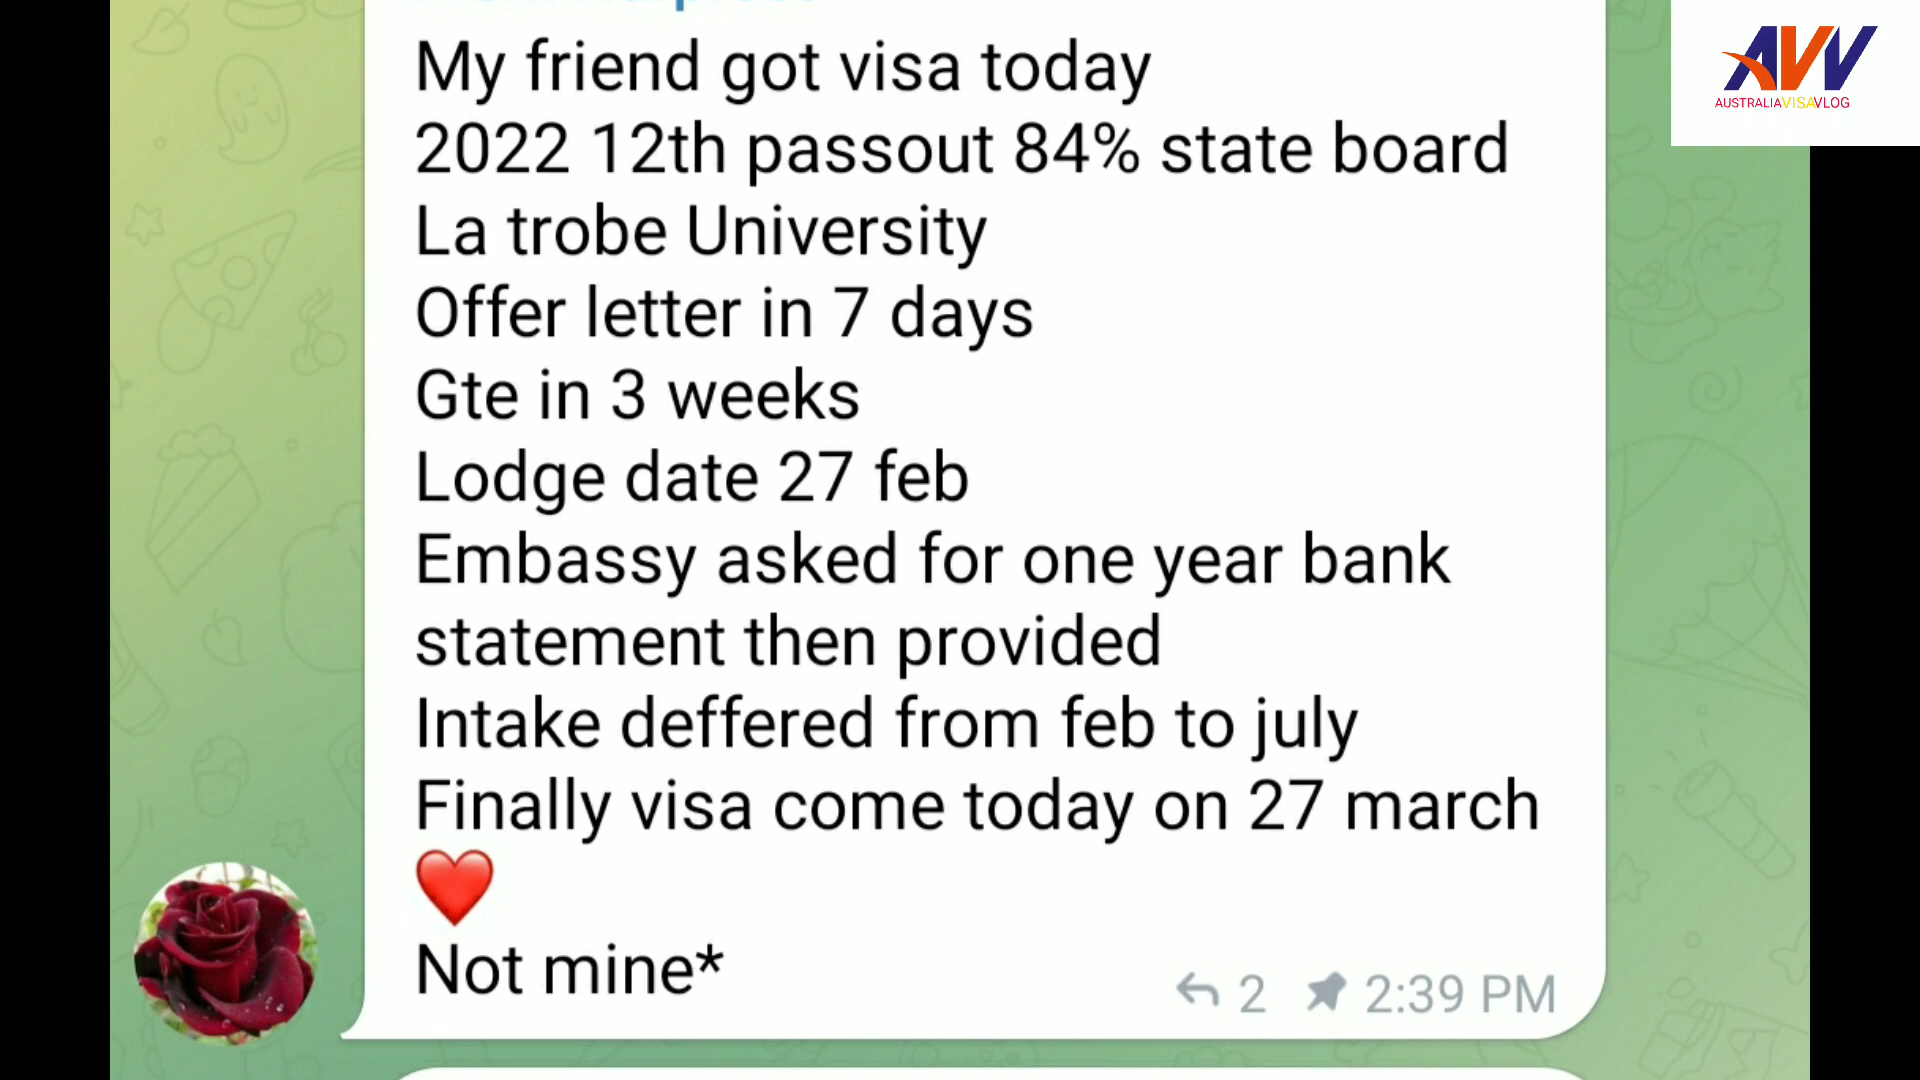 AVV
AUSTRALIAVISAVLOG
My friend got visa today
2022 12th passout 84% state board
La trobe University
Offer letter in 7 days
Gte in 3 weeks
Lodge date 27 feb
Embassy asked for one year bank
statement then provided
Intake deffered from feb to july
Finally visa come today on 27 march
❤️
Not mine*
2 2:39 PM